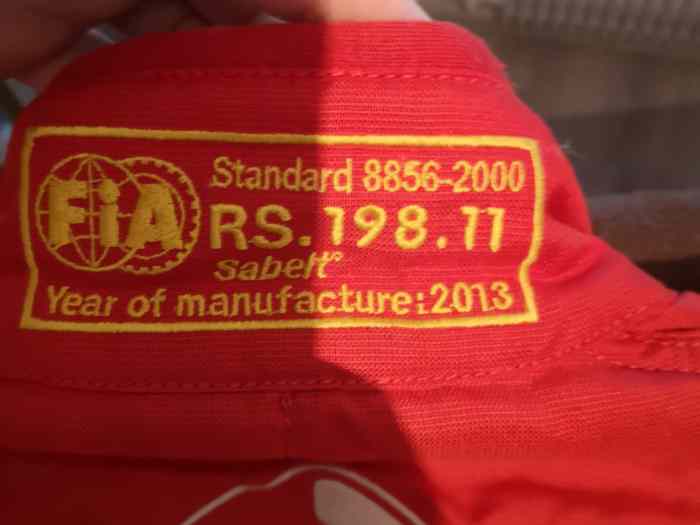 FiA
Standard 8856-2000
RS.198.11
sabelt°
Year of manufacture:2013